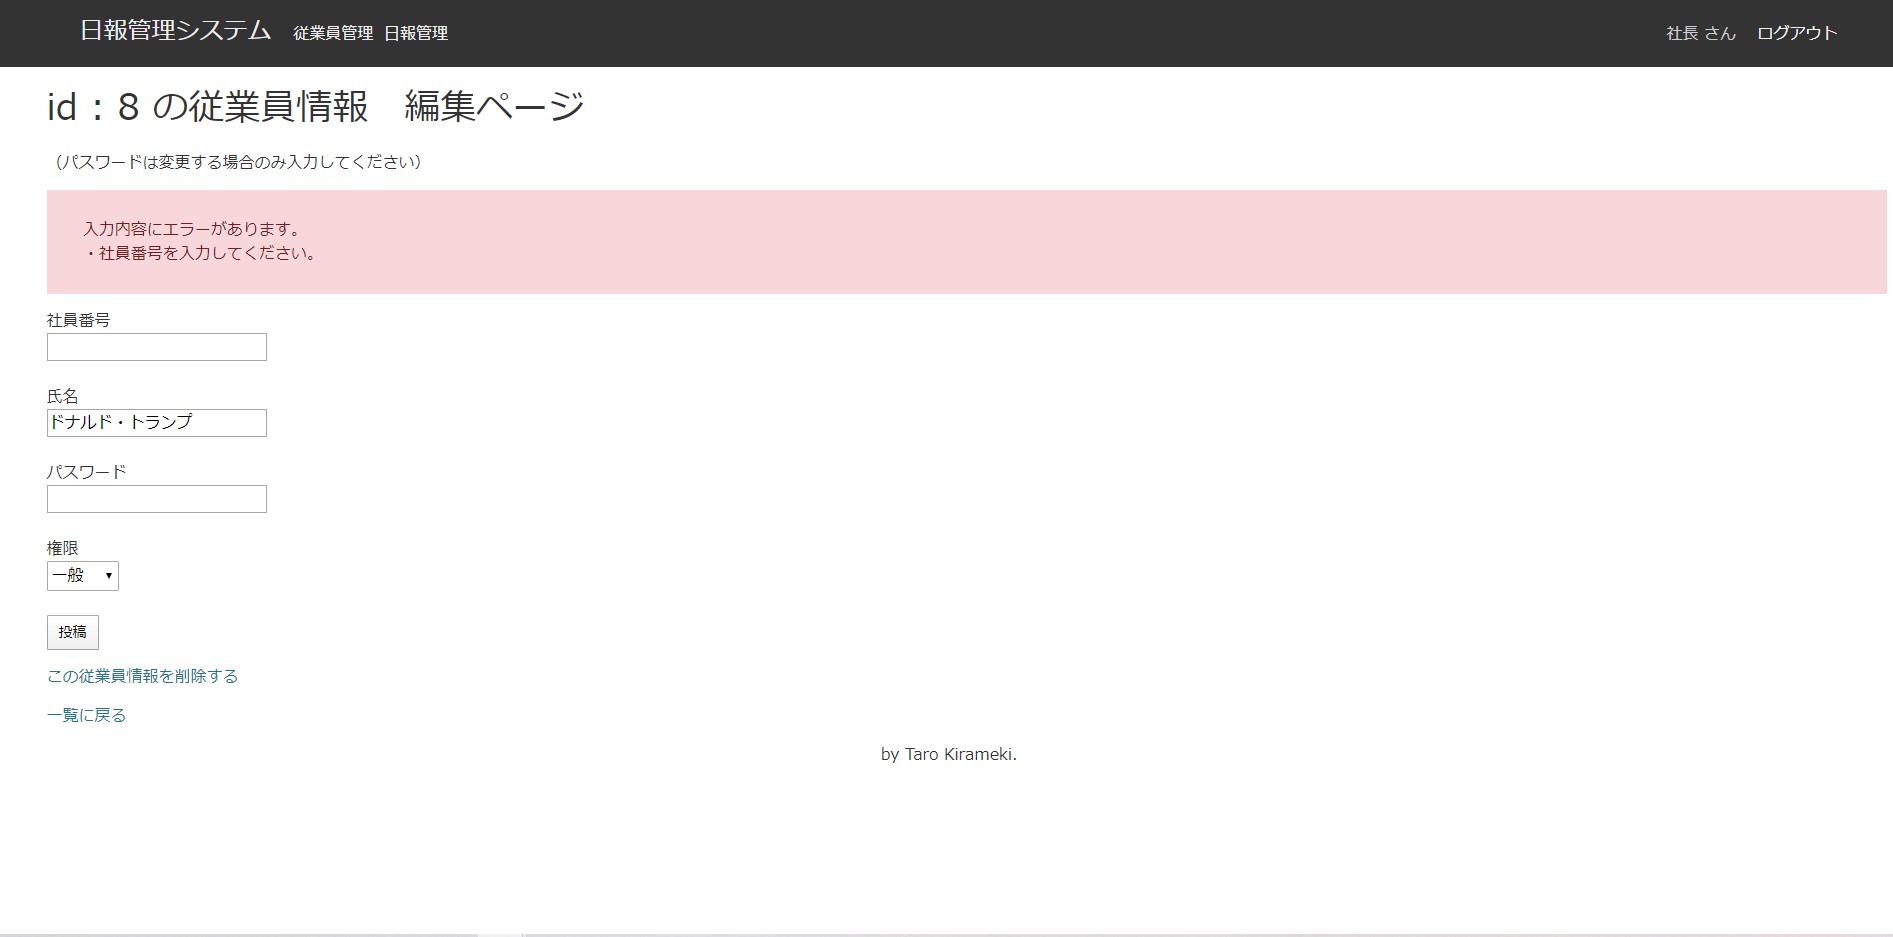 日報管理システム 従業員管理 日報管理 社長 さん ログアウト
id : 8 の従業員情報　編集ページ
（パスワードは変更する場合のみ入力してください）
入力内容にエラーがあります。
・社員番号を入力してください。
社員番号
氏名
ドナルド・トランプ
パスワード
権限
一般
投稿
この従業員情報を削除する
一覧に戻る
by Taro Kirameki.